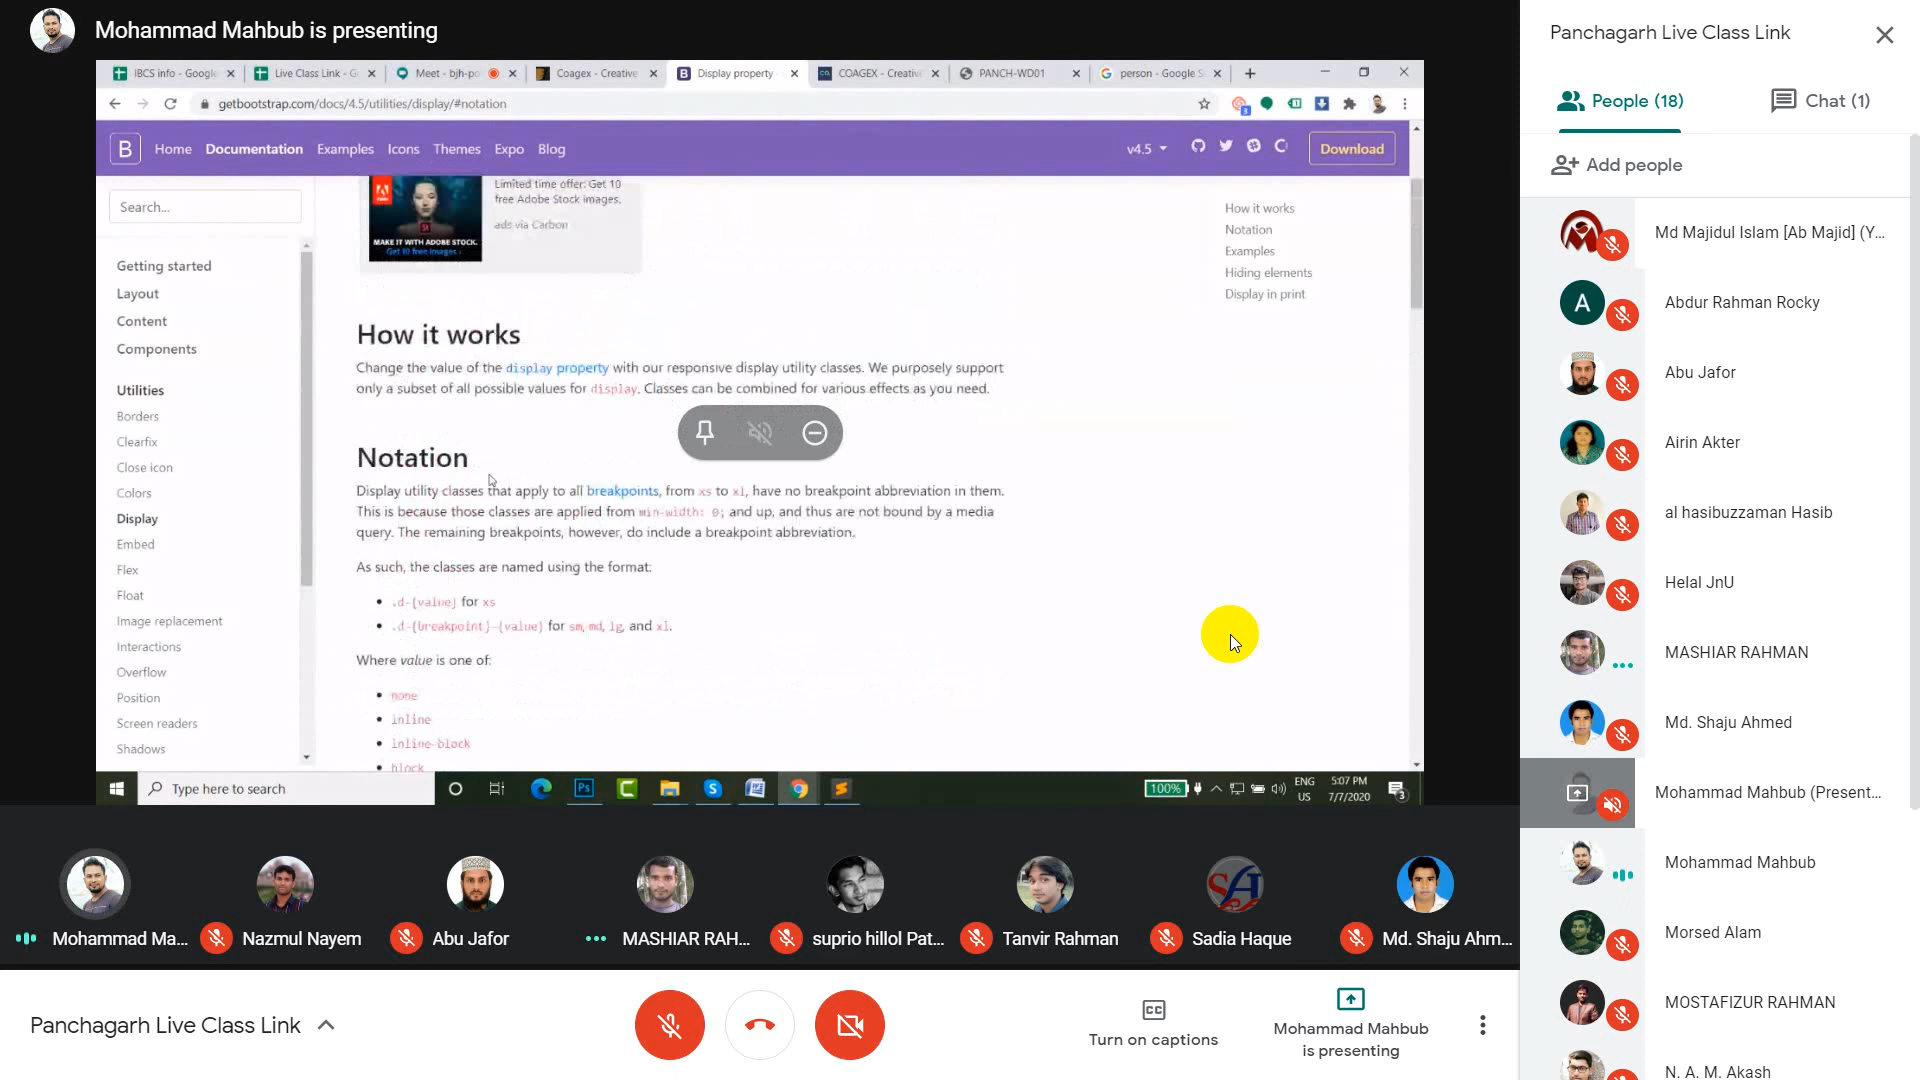 Mohammad Mahbub is presenting
IBCS info - Google
Live Class Link - G
Meet - bjh-po
Coagex - Creative
Display property
COAGEX - Creativ
PANCH-WD01
person - Google S
getbootstrap.com/docs/4.5/utilities/display/#notation
B Home Documentation Examples Icons Themes Expo Blog v4.5 Download
Search...
Getting started
Layout
Content
Components
Utilities
Borders
Clearfix
Close icon
Colors
Display
Embed
Flex
Float
Image replacement
Interactions
Overflow
Position
Screen readers
Shadows
MAKE IT WITH ADOBE STOCK.
Get 10 free images ›
Limited time offer: Get 10
free Adobe Stock images.
ads via Carbon
How it works
Change the value of the display property with our responsive display utility classes. We purposely support
only a subset of all possible values for display. Classes can be combined for various effects as you need.
Notation
Display utility classes that apply to all breakpoints, from xs to xl, have no breakpoint abbreviation in them.
This is because those classes are applied from min-width: 0; and up, and thus are not bound by a media
query. The remaining breakpoints, however, do include a breakpoint abbreviation.
As such, the classes are named using the format:
• .d-{value} for xs
• .d-{breakpoint}-{value} for sm, md, lg, and xl.
Where value is one of:
• none
• inline
• inline-block
• block
How it works
Notation
Examples
Hiding elements
Display in print
Type here to search
Ps
100%
ENG
US
5:07 PM
7/7/2020
3
Mohammad Ma...
Nazmul Nayem
Abu Jafor
MASHIAR RAH...
suprio hillol Pat...
Tanvir Rahman
SA
Sadia Haque
Md. Shaju Ahm...
Panchagarh Live Class Link
CC
Turn on captions
Mohammad Mahbub
is presenting
Panchagarh Live Class Link
People (18)
Chat (1)
Add people
Md Majidul Islam [Ab Majid] (Y...
A
Abdur Rahman Rocky
Abu Jafor
Airin Akter
al hasibuzzaman Hasib
Helal JnU
MASHIAR RAHMAN
Md. Shaju Ahmed
Mohammad Mahbub (Present...
Mohammad Mahbub
Morsed Alam
MOSTAFIZUR RAHMAN
N. A. M. Akash